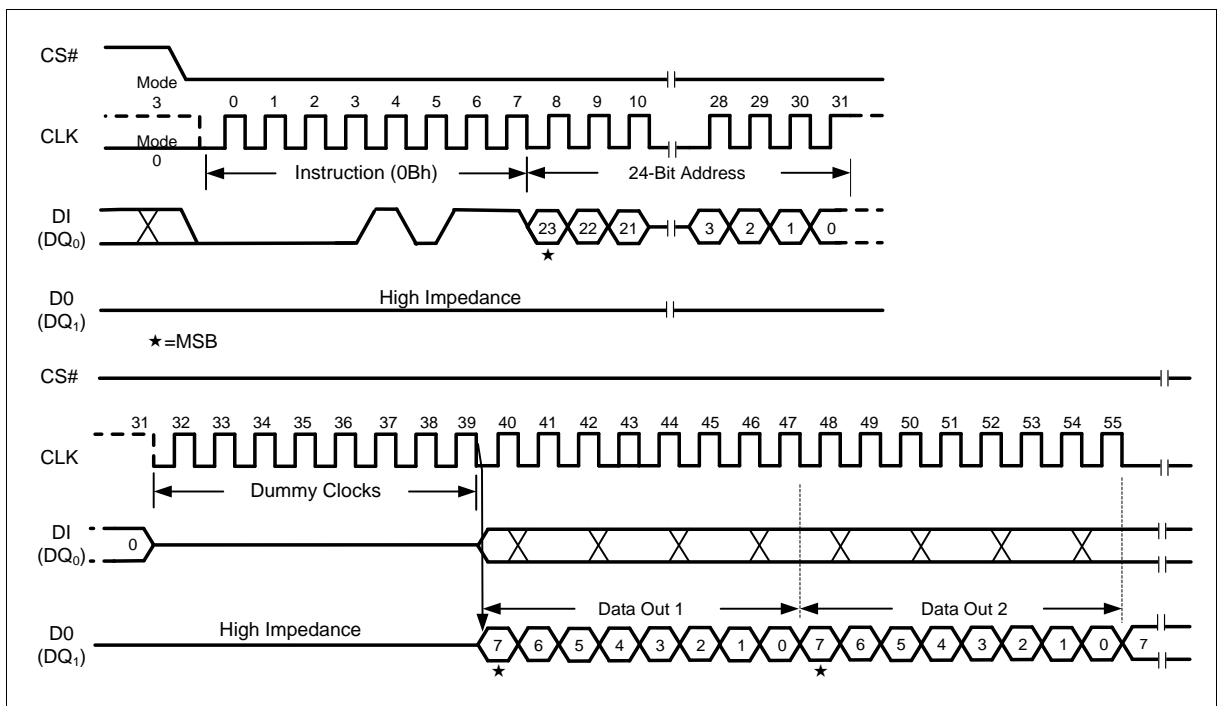 CS#
Mode 3
0 1 2 3 4 5 6 7 8 9 10 28 29 30 31
CLK
Mode 0
Instruction (0Bh)
24-Bit Address
DI
(DQ0)
23 22 21 3 2 1 0
★
D0
(DQ1)
High Impedance
★=MSB
CS#
31 32 33 34 35 36 37 38 39 40 41 42 43 44 45 46 47 48 49 50 51 52 53 54 55
CLK
Dummy Clocks
DI
(DQ0)
0
Data Out 1
Data Out 2
D0
(DQ1)
High Impedance
7 6 5 4 3 2 1 0 7 6 5 4 3 2 1 0 7
★ ★